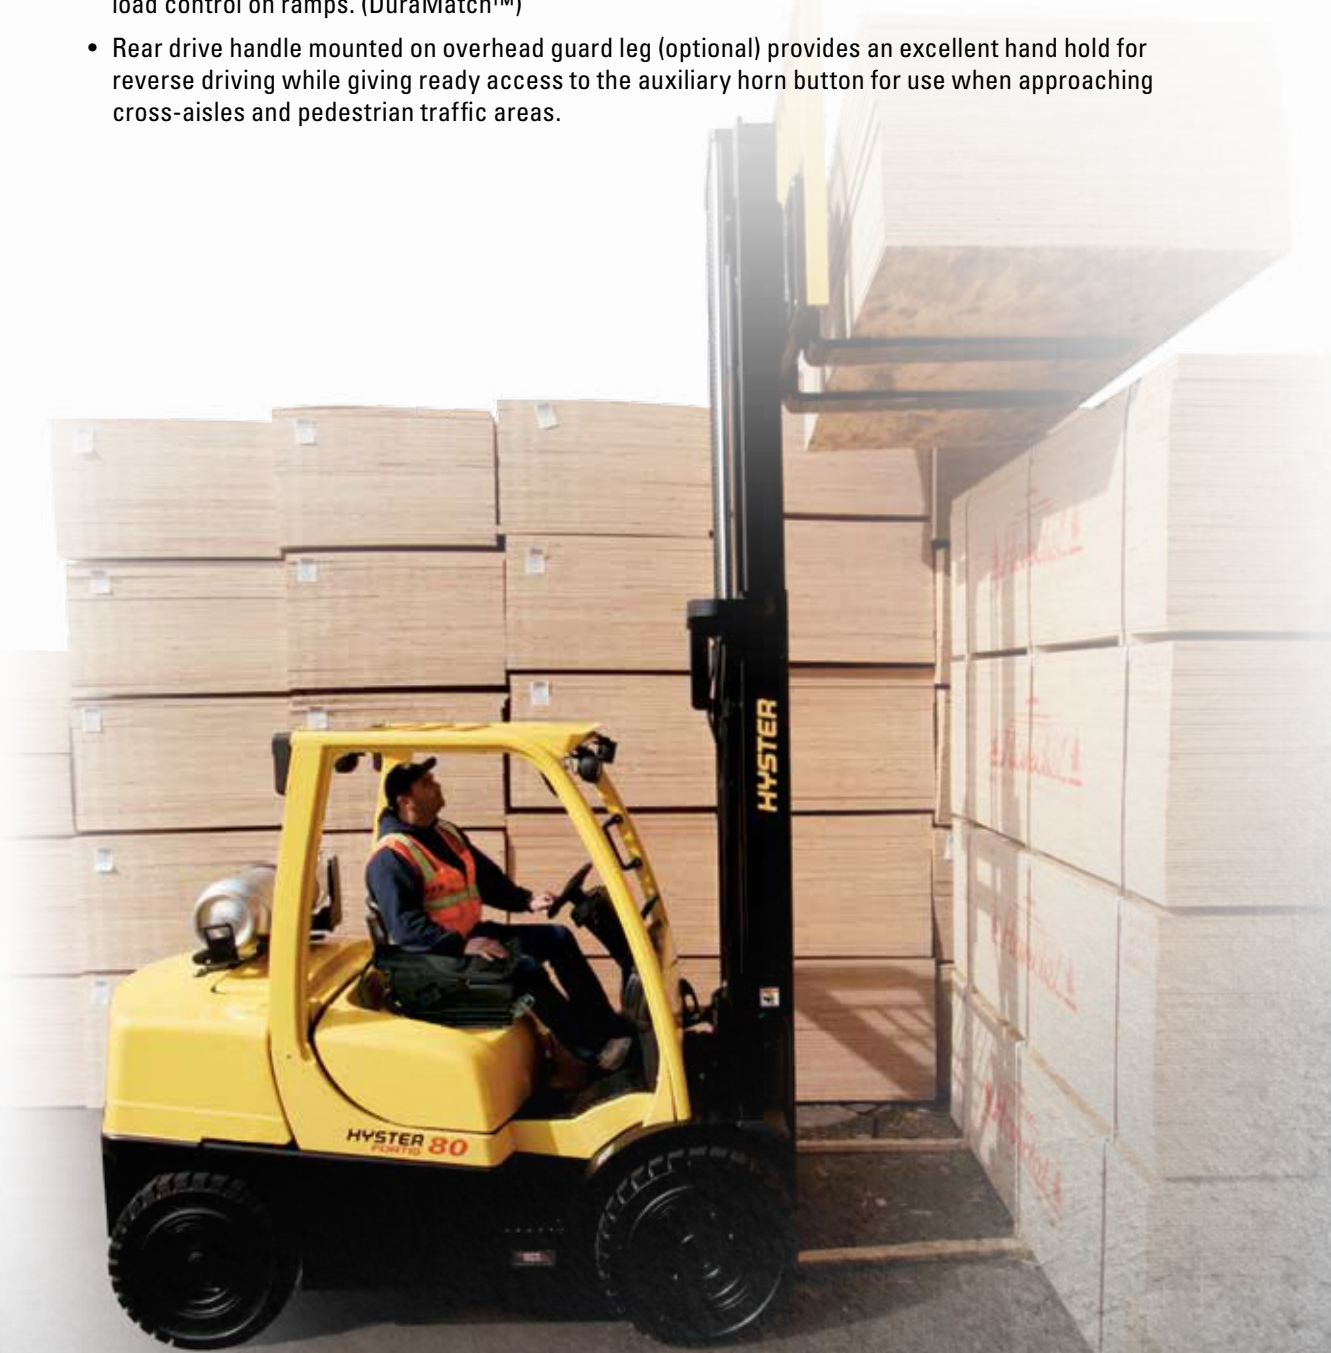 load control on ramps. (DuraMatch™)
• Rear drive handle mounted on overhead guard leg (optional) provides an excellent hand hold for
reverse driving while giving ready access to the auxiliary horn button for use when approaching
cross-aisles and pedestrian traffic areas.
HYSTER
HYSTER
FORTIS 80